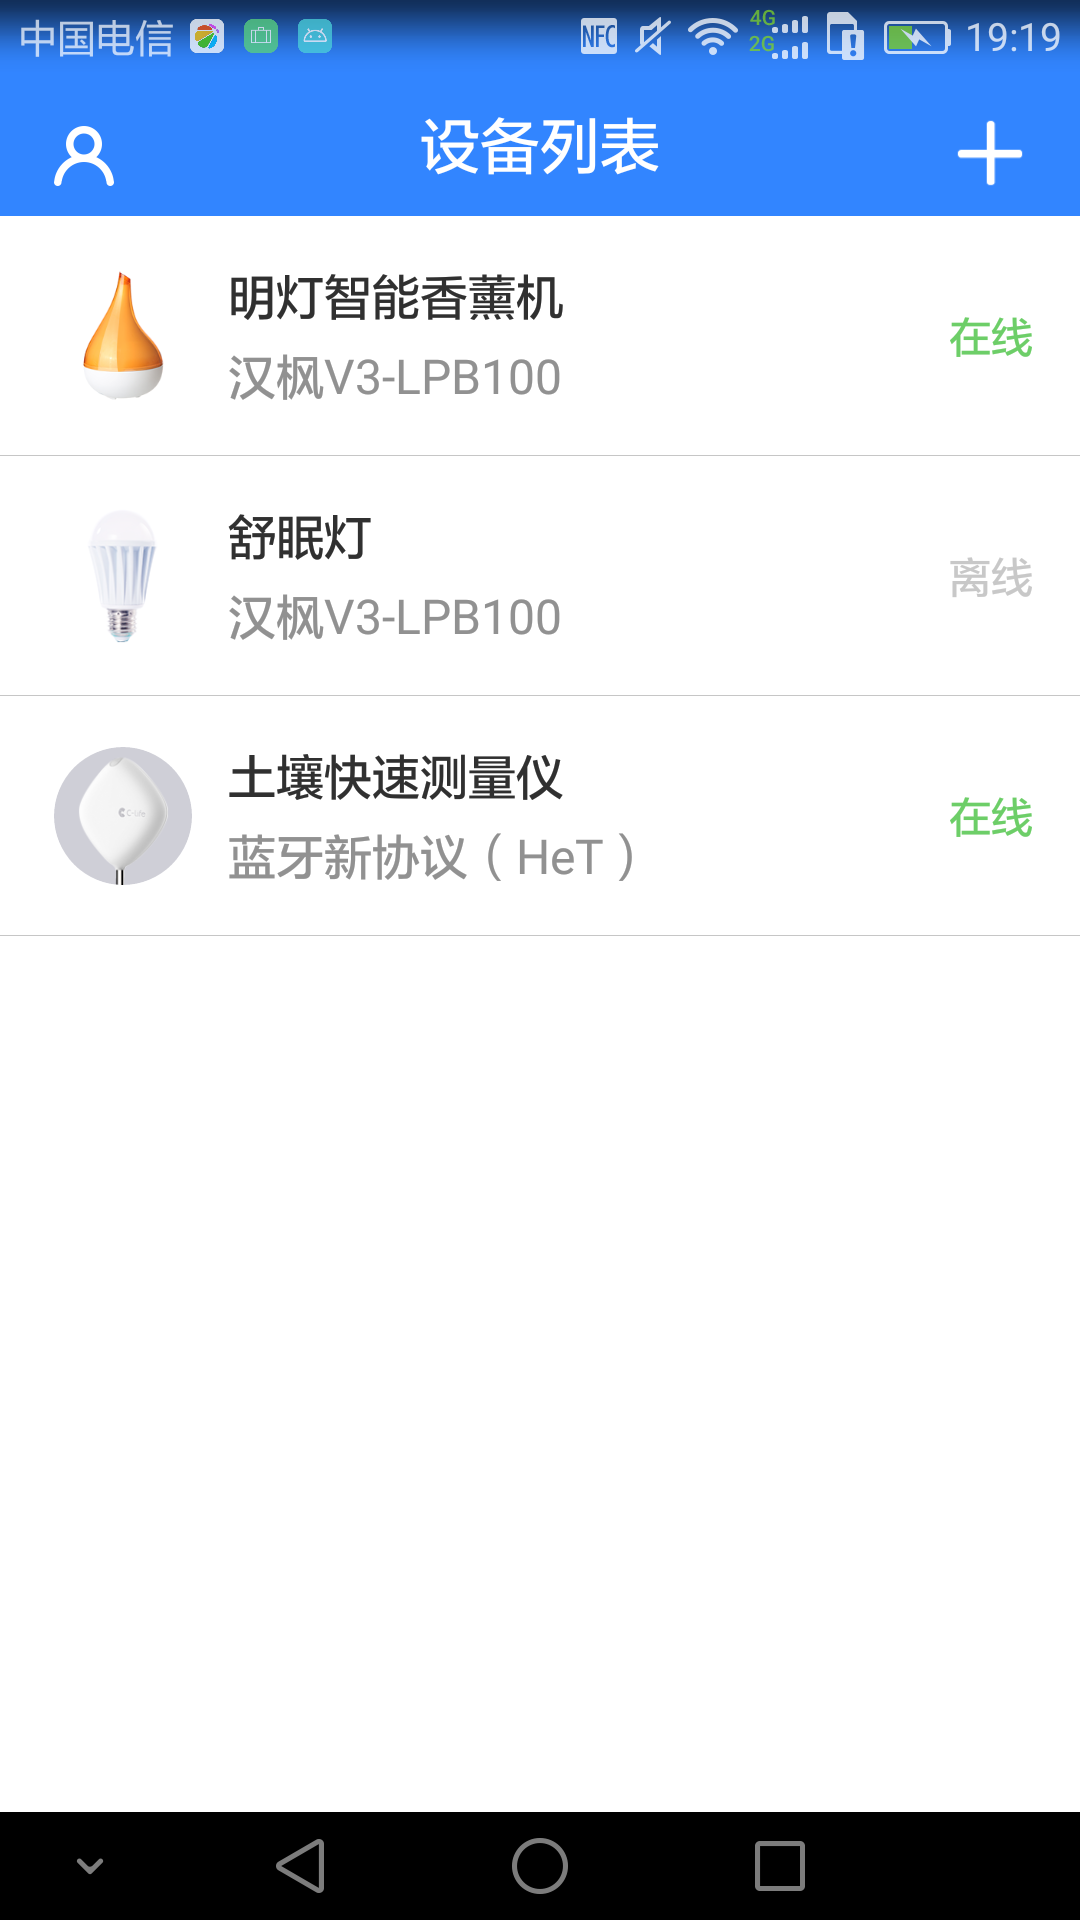 中国电信 NFC 4G 2G 19:19
设备列表
明灯智能香薰机
汉枫V3-LPB100
在线
舒眠灯
汉枫V3-LPB100
离线
C-Life
土壤快速测量仪
蓝牙新协议（HeT）
在线